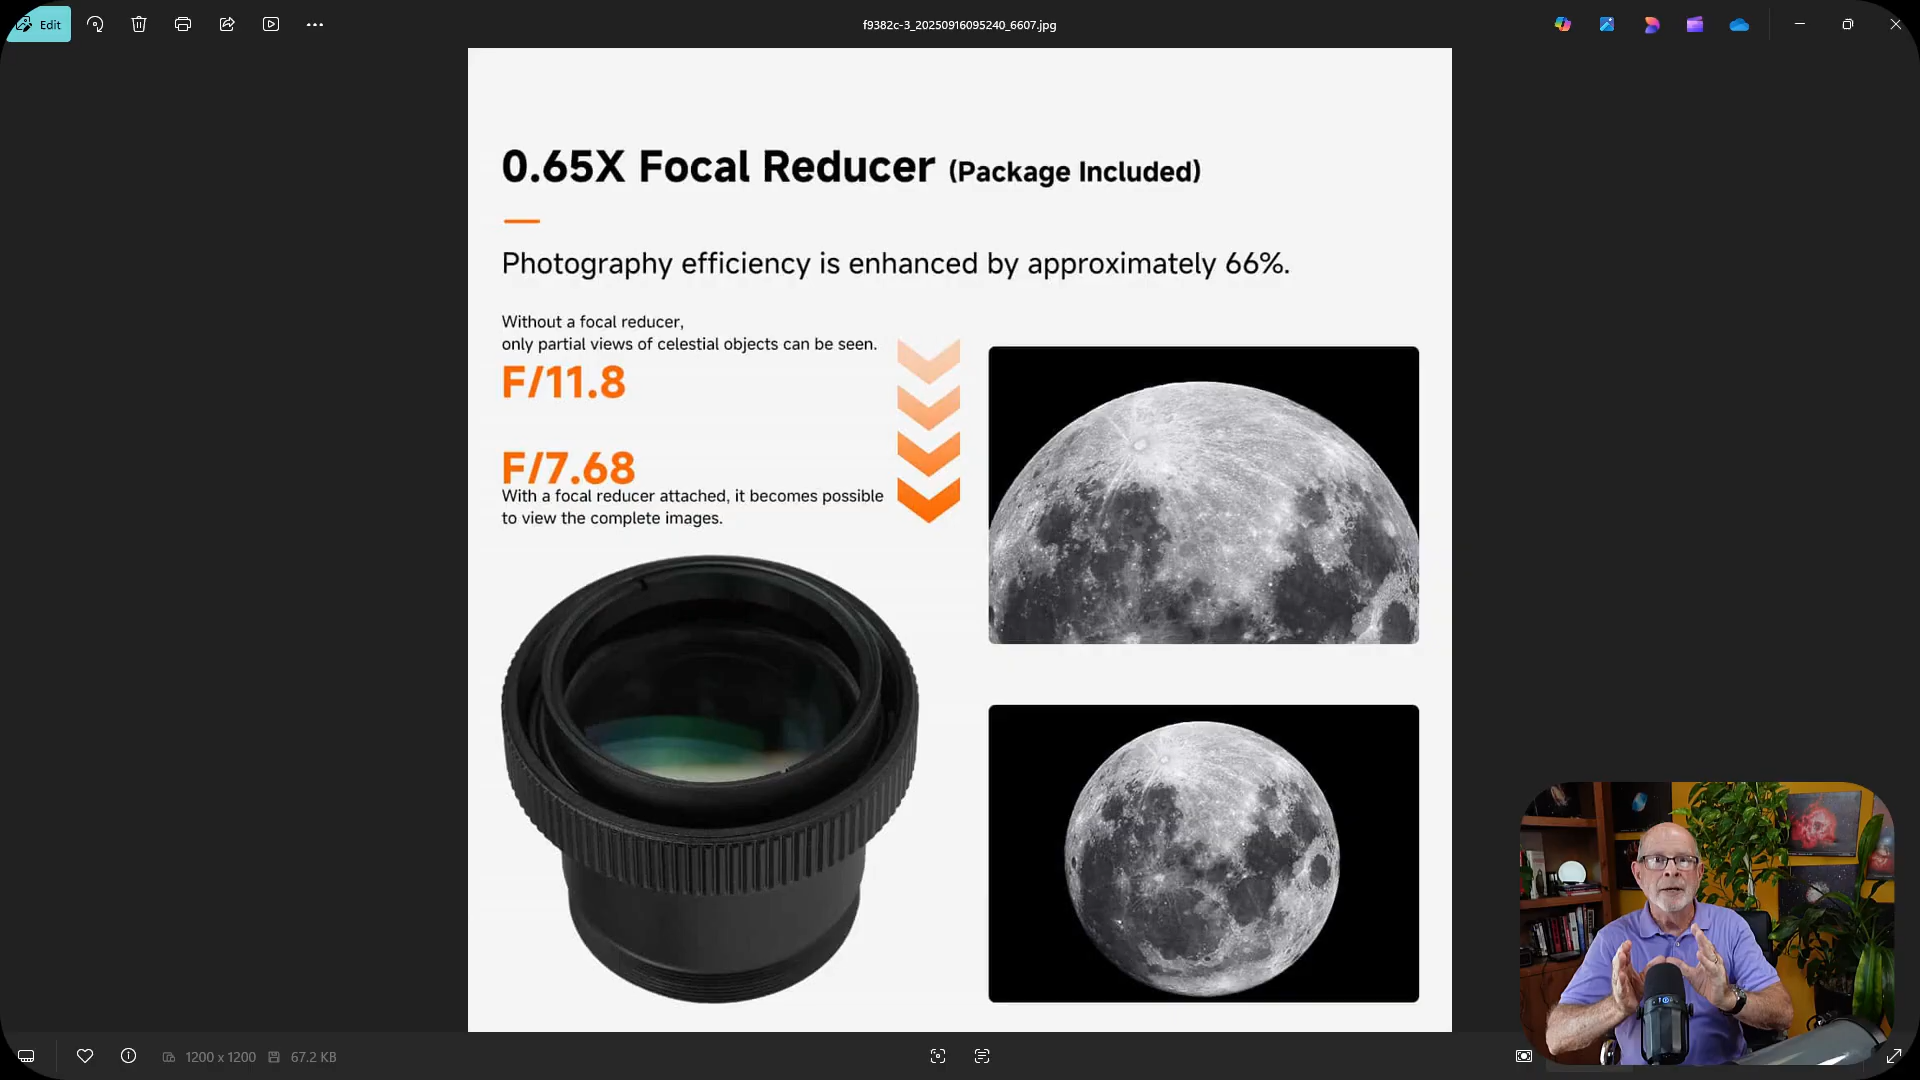 Edit
f9382c-3_20250916095240_6607.jpg
0.65X Focal Reducer (Package Included)
Photography efficiency is enhanced by approximately 66%.
Without a focal reducer,
only partial views of celestial objects can be seen.
F/11.8
F/7.68
With a focal reducer attached, it becomes possible
to view the complete images.
1200 x 1200
67.2 KB